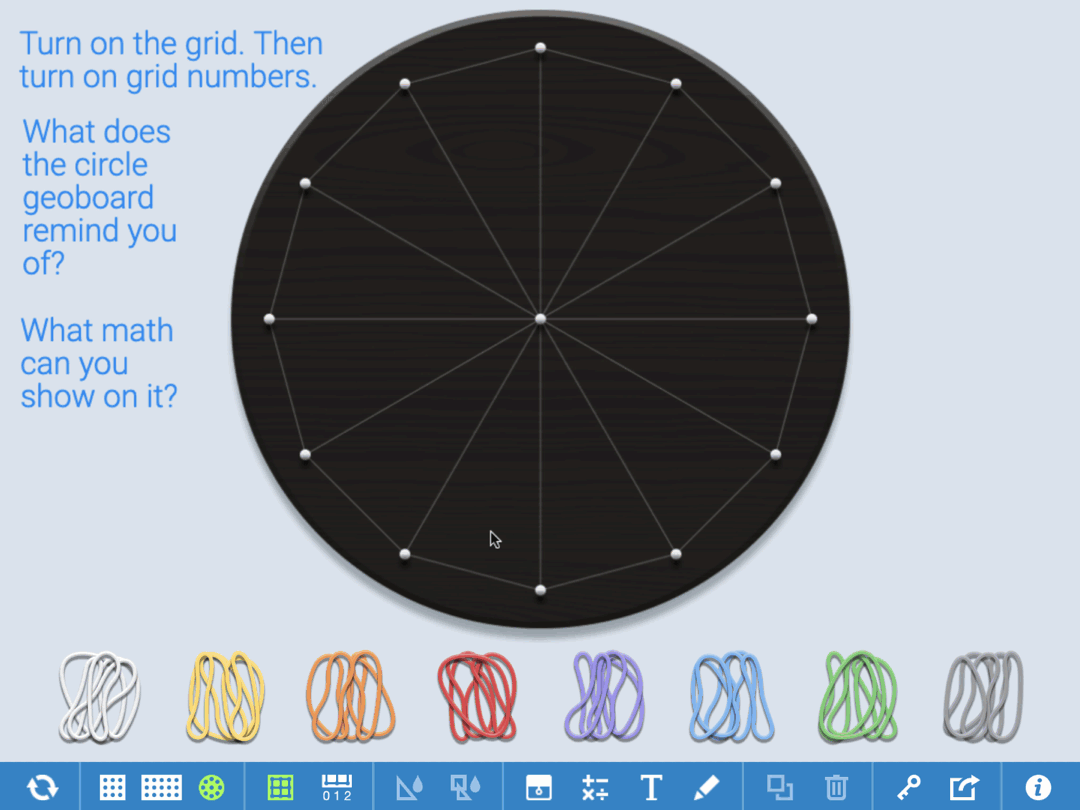 Turn on the grid. Then
turn on grid numbers.
What does
the circle
geoboard
remind you
of?
What math
can you
show on it?
0 1 2
T
i